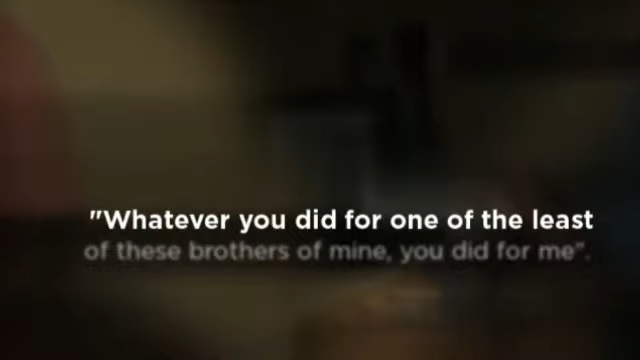 "Whatever you did for one of the least
of these brothers of mine, you did for me".